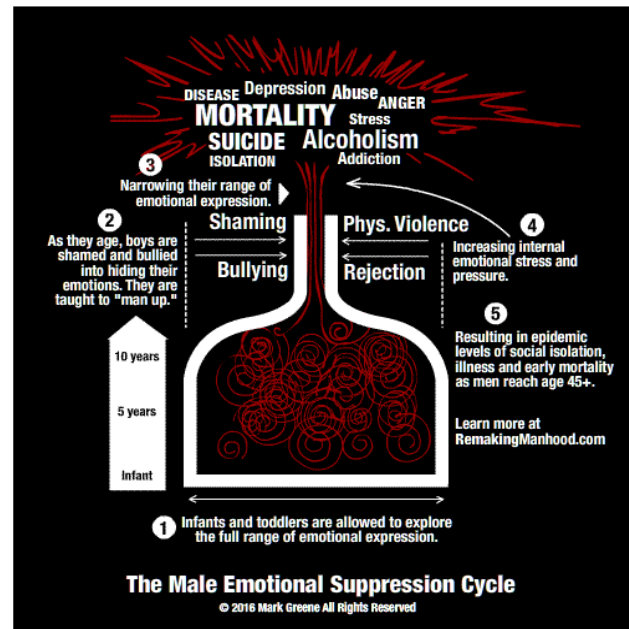 DISEASE Depression Abuse ANGER
MORTALITY Stress
SUICIDE Alcoholism
ISOLATION Addiction
3
Narrowing their range of
emotional expression.
2
As they age, boys are
shamed and bullied
into hiding their
emotions. They are
taught to "man up."
Shaming Phys. Violence
Bullying Rejection
4
Increasing internal
emotional stress and
pressure.
5
Resulting in epidemic
levels of social isolation,
illness and early mortality
as men reach age 45+.
Learn more at
RemakingManhood.com
10 years
5 years
Infant
1 Infants and toddlers are allowed to explore
the full range of emotional expression.
The Male Emotional Suppression Cycle
© 2016 Mark Greene All Rights Reserved